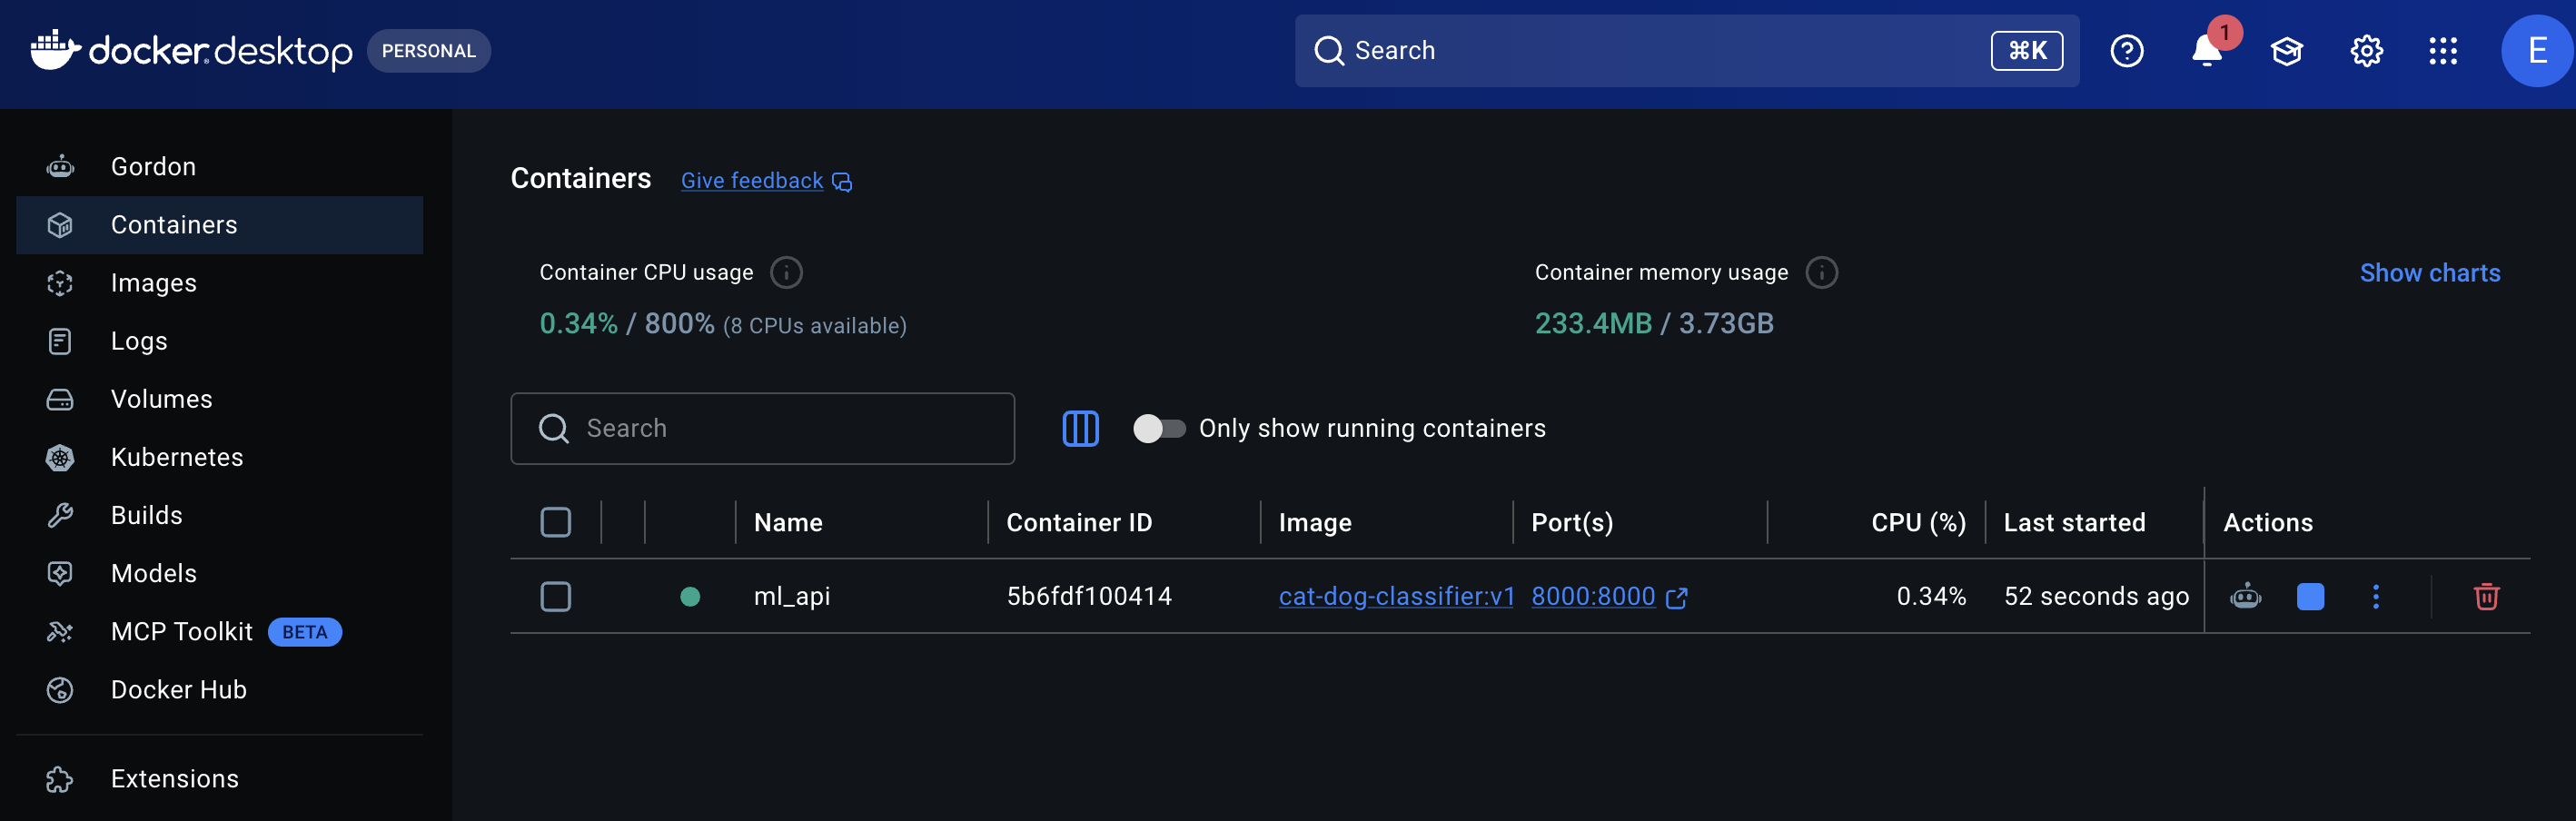 docker desktop PERSONAL
Search ⌘K
1
E
Gordon
Containers
Images
Logs
Volumes
Kubernetes
Builds
Models
MCP Toolkit BETA
Docker Hub
Extensions
Containers Give feedback
Container CPU usage
0.34% / 800% (8 CPUs available)
Container memory usage
233.4MB / 3.73GB
Show charts
Search
Only show running containers
Name Container ID Image Port(s) CPU (%) Last started Actions
ml_api 5b6fdf100414 cat-dog-classifier:v1 8000:8000 0.34% 52 seconds ago